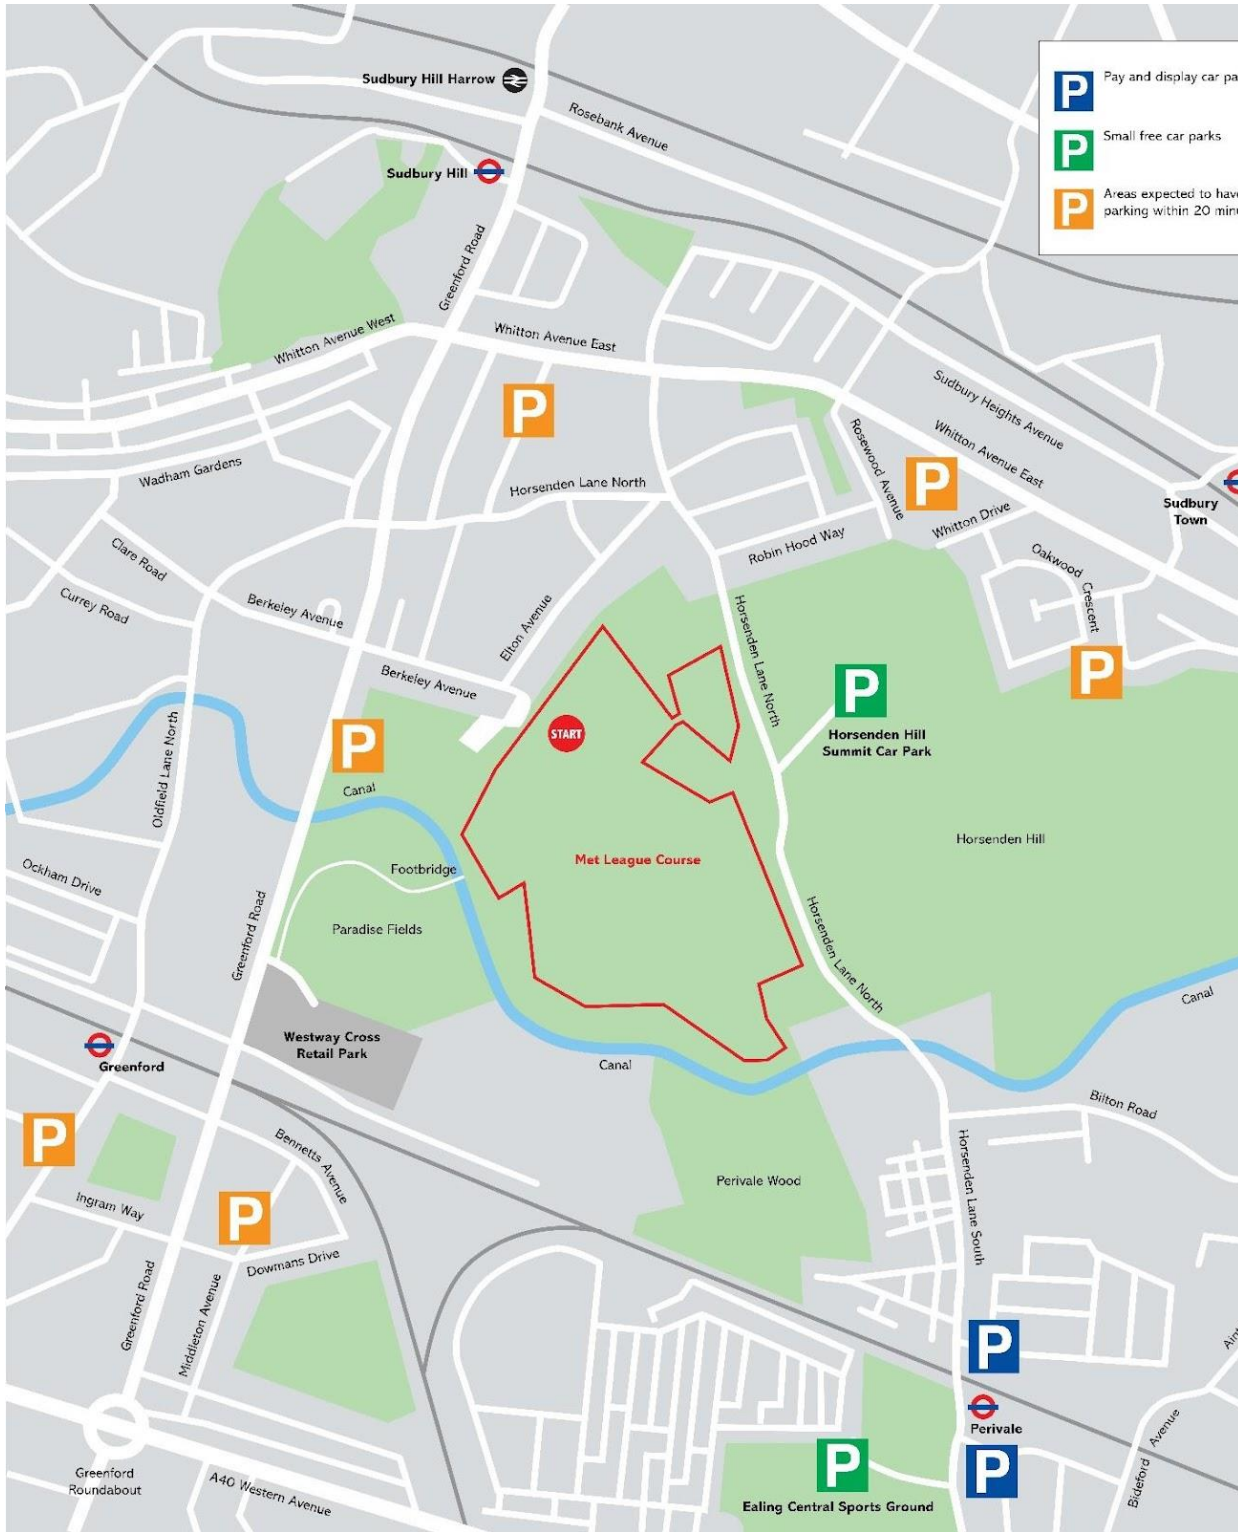 Sudbury Hill Harrow
Rosebank Avenue
P
Pay and display car pa
P
Small free car parks
P
Areas expected to have
parking within 20 minu
Sudbury Hill
Greenford Road
Whitton Avenue West
Whitton Avenue East
P
Sudbury Heights Avenue
Whitton Avenue East
Rosewood Avenue
P
Wadham Gardens
Horsenden Lane North
Sudbury
Town
Whitton Drive
Robin Hood Way
Oakwood
Crescent
Clare Road
Currey Road
Berkeley Avenue
Elton Avenue
Horsenden Lane North
Berkeley Avenue
P
P
START
P
Horsenden Hill
Summit Car Park
Oldfield Lane North
Canal
Met League Course
Horsenden Hill
Footbridge
Ockham Drive
Greenford Road
Paradise Fields
Horsenden Lane North
Canal
Westway Cross
Retail Park
Greenford
Canal
Bilton Road
P
Bennetts Avenue
Horsenden Lane South
Perivale Wood
Ingram Way
P
Dowmans Drive
Greenford Road
Middleton Avenue
P
Aint
Perivale
Bideford Avenue
P
P
Ealing Central Sports Ground
Greenford
Roundabout
A40 Western Avenue